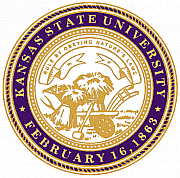 KANSAS STATE UNIVERSITY
RULE BY OBEYING NATURE'S LAWS
FEBRUARY 16, 1863